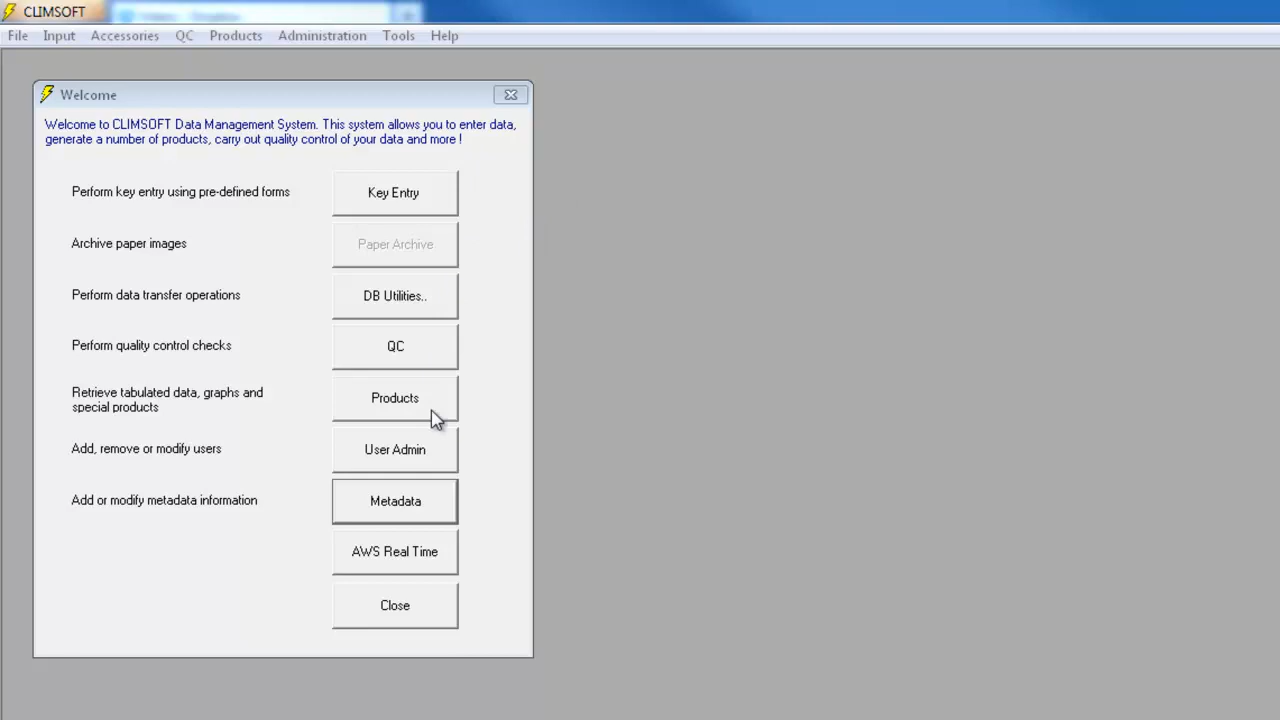 CLIMSOFT
File Input Accessories QC Products Administration Tools Help
Welcome
Welcome to CLIMSOFT Data Management System. This system allows you to enter data,
generate a number of products, carry out quality control of your data and more !
Perform key entry using pre-defined forms
Key Entry
Archive paper images
Paper Archive
Perform data transfer operations
DB Utilities..
Perform quality control checks
QC
Retrieve tabulated data, graphs and
special products
Products
Add, remove or modify users
User Admin
Add or modify metadata information
Metadata
AWS Real Time
Close